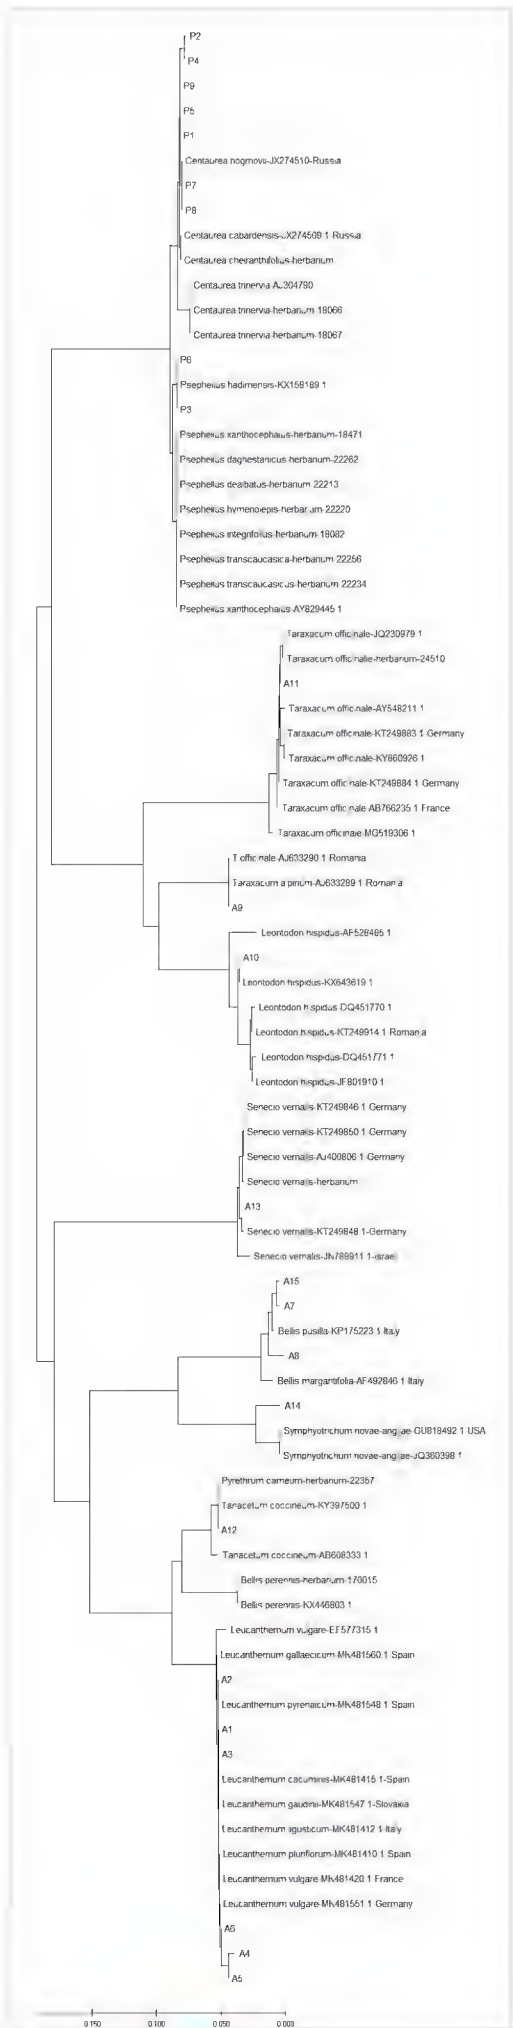 P2
P4
P9
P5
P1
Centaurea nogmovii-JX274510-Russia
P7
P8
Centaurea cabardensis-JX274509 1 Russia
Centaurea cheiranthifolius-herbarium
Centaurea trinervia AJ304790
Centaurea trinervia-herbarium 18066
Centaurea trinervia-herbarium-18067
P6
Psephellus hadimensis-KX158189 1
P3
Psephellus xanthocephalus-herbarium-18471
Psephellus daghestanicus-herbarium-22262
Psephellus dealbatus-herbarium 22213
Psephellus hymenolepis-herbarium-22220
Psephellus integrifolius-herbarium-18082
Psephellus transcaucasica-herbarium 22256
Psephellus transcaucasicus-herbarium 22234
Psephellus xanthocephalus-AY829445 1
Taraxacum officinale-JQ230979 1
Taraxacum officinalie-herbarium-24510
A11
Taraxacum officinale-AY548211 1
Taraxacum officinale-KT249883 1-Germany
Taraxacum officinale-KY860926 1
Taraxacum officinale-KT249884 1 Germany
Taraxacum officinale AB766235 1 France
Taraxacum officinale-MG519306 1
T officinale-AJ633290 1 Romania
Taraxacum alpinum-AJ633289 1 Romania
A9
Leontodon hispidus-AF528485 1
A10
Leontodon hispidus-KX643619 1
Leontodon hispidus-DQ451770 1
Leontodon hispidus-KT249914 1 Romania
Leontodon hispidus-DQ451771 1
Leontodon hispidus-JF801910 1
Senecio vernalis-KT249846 1 Germany
Senecio vernalis-KT249850 1 Germany
Senecio vernalis-AJ400806 1 Germany
Senecio vernalis-herbarium
A13
Senecio vernalis-KT249848 1-Germany
Senecio vernalis-JN789911 1-israel
A15
A7
Bellis pusilla-KP175223 1 Italy
A8
Bellis margaritifolia-AF492846 1 Italy
A14
Symphyotrichum novae-angliae-GU818492 1 USA
Symphyotrichum novae-angliae-JQ360398 1
Pyrethrum carneum-herbarium-22357
Tanacetum coccineum-KY397500 1
A12
Tanacetum coccineum-AB608333 1
Bellis perennis-herbarium-170015
Bellis perennis-KX446803 1
Leucanthemum vulgare-EF577315 1
Leucanthemum gallaecicum-MK481560 1 Spain
A2
Leucanthemum pyrenaicum-MK481548 1 Spain
A1
A3
Leucanthemum cacuminis-MK481415 1-Spain
Leucanthemum gaudinii-MK481547 1-Slovakia
Leucanthemum ligusticum-MK481412 1 Italy
Leucanthemum pluriflorum-MK481410 1 Spain
Leucanthemum vulgare-MK481420 1 France
Leucanthemum vulgare-MK481551 1 Germany
A6
A4
A5
0 150 0 100 0 050 0 000